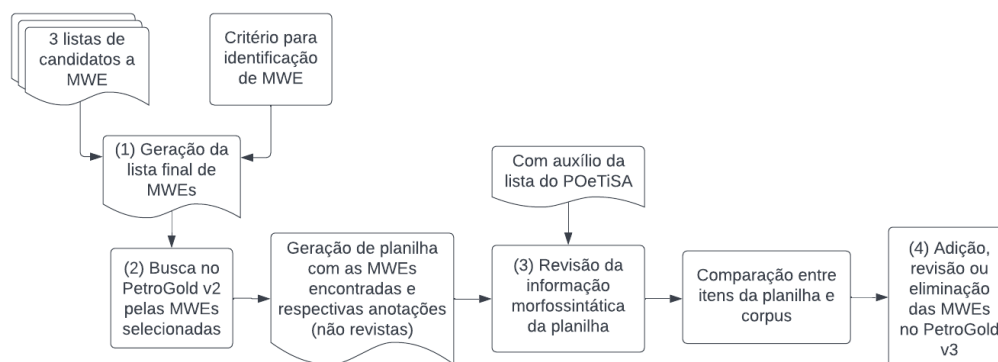 3 listas de
candidatos a
MWE
Critério para
identificação
de MWE
(1) Geração da
lista final de
MWEs
Com auxílio da
lista do POeTiSA
(2) Busca no
PetroGold v2
pelas MWEs
selecionadas
Geração de planilha
com as MWEs
encontradas e
respectivas anotações
(não revistas)
(3) Revisão da
informação
morfossintática
da planilha
Comparação entre
itens da planilha e
corpus
(4) Adição,
revisão ou
eliminação
das MWEs
no PetroGold
v3